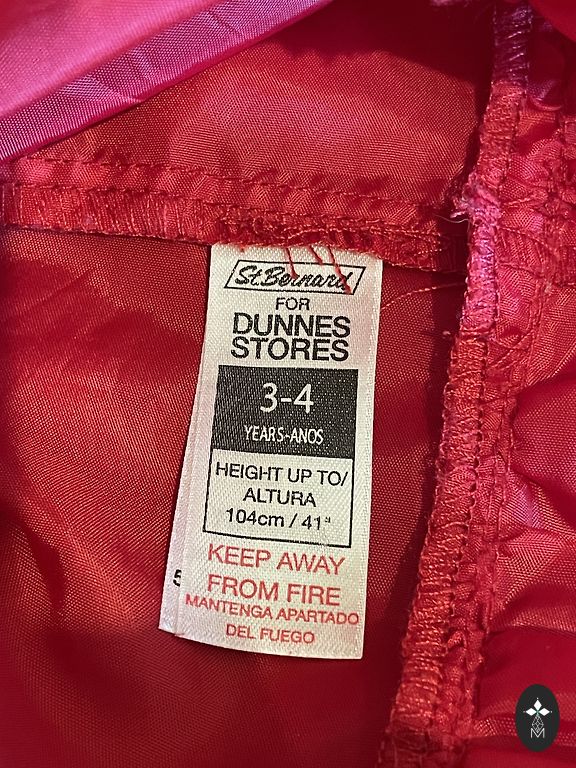 St.Bernard
FOR
DUNNES
STORES
3-4
YEARS-ANOS
HEIGHT UP TO/
ALTURA
104cm / 41"
KEEP AWAY
FROM FIRE
MANTENGA APARTADO
DEL FUEGO
5
M